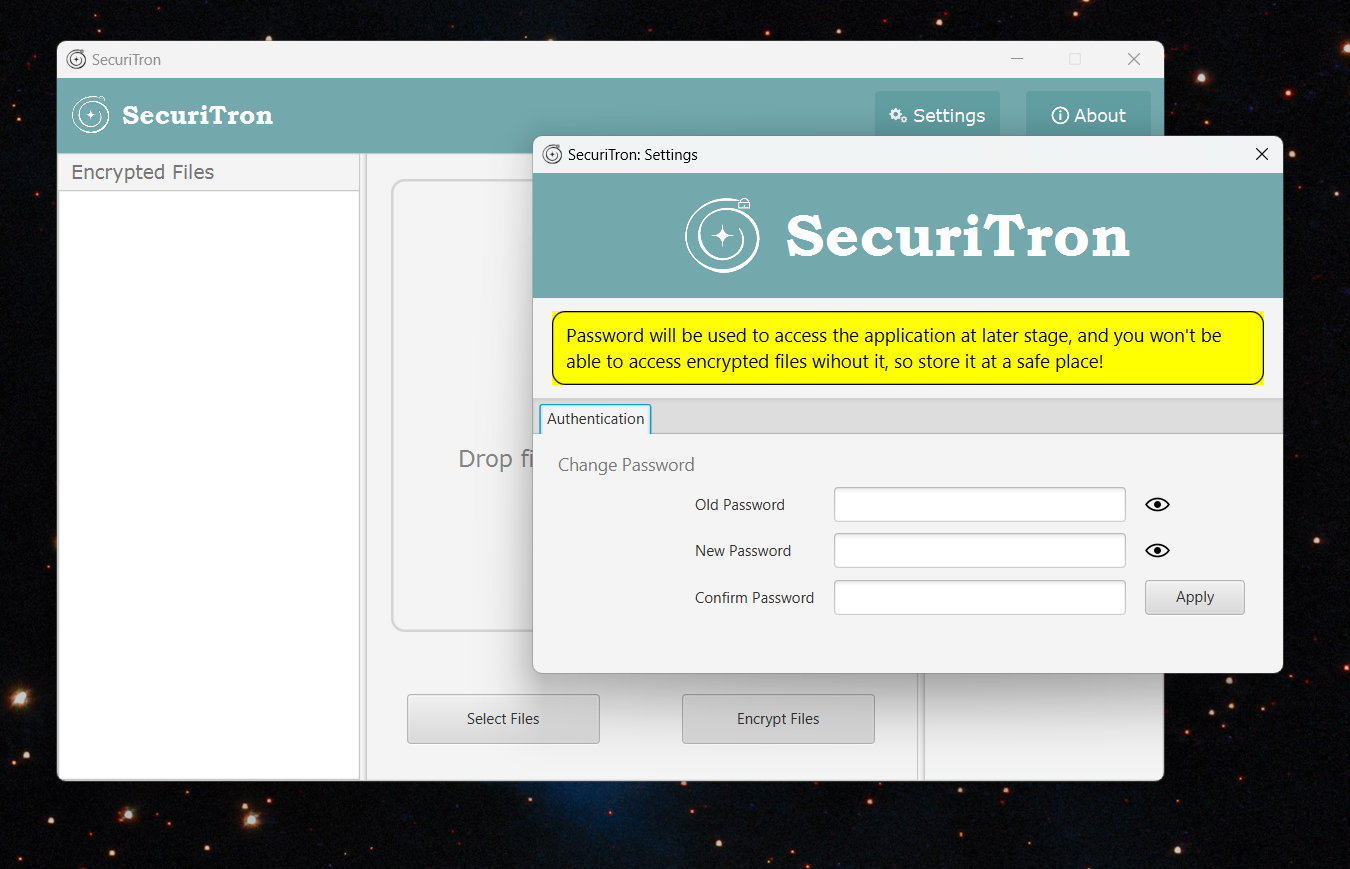 SecuriTron
SecuriTron
Settings
About
Encrypted Files
Drop fi
Select Files
Encrypt Files
SecuriTron: Settings
SecuriTron
Password will be used to access the application at later stage, and you won't be
able to access encrypted files wihout it, so store it at a safe place!
Authentication
Change Password
Old Password
New Password
Confirm Password
Apply